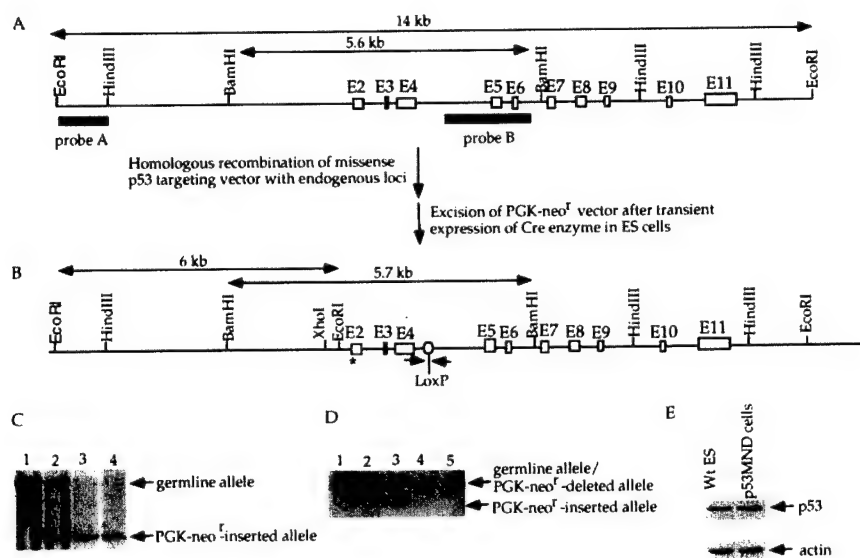 A
14 kb
5.6 kb
EcoRI
HindIII
BamHI
E2
E3
E4
E5
E6
BamHI
E7
E8
E9
HindIII
E10
E11
HindIII
EcoRI
probe A
probe B
Homologous recombination of missense
p53 targeting vector with endogenous loci
Excision of PGK-neoʳ vector after transient
expression of Cre enzyme in ES cells
B
6 kb
5.7 kb
EcoRI
HindIII
BamHI
XhoI
EcoRI
E2
E3
E4
E5
E6
BamHI
E7
E8
E9
HindIII
E10
E11
HindIII
EcoRI
*
LoxP
C
1 2 3 4
germline allele
PGK-neoʳ-inserted allele
D
1 2 3 4 5
germline allele/
PGK-neoʳ-deleted allele
PGK-neoʳ-inserted allele
E
Wt ES
p53MND cells
p53
actin